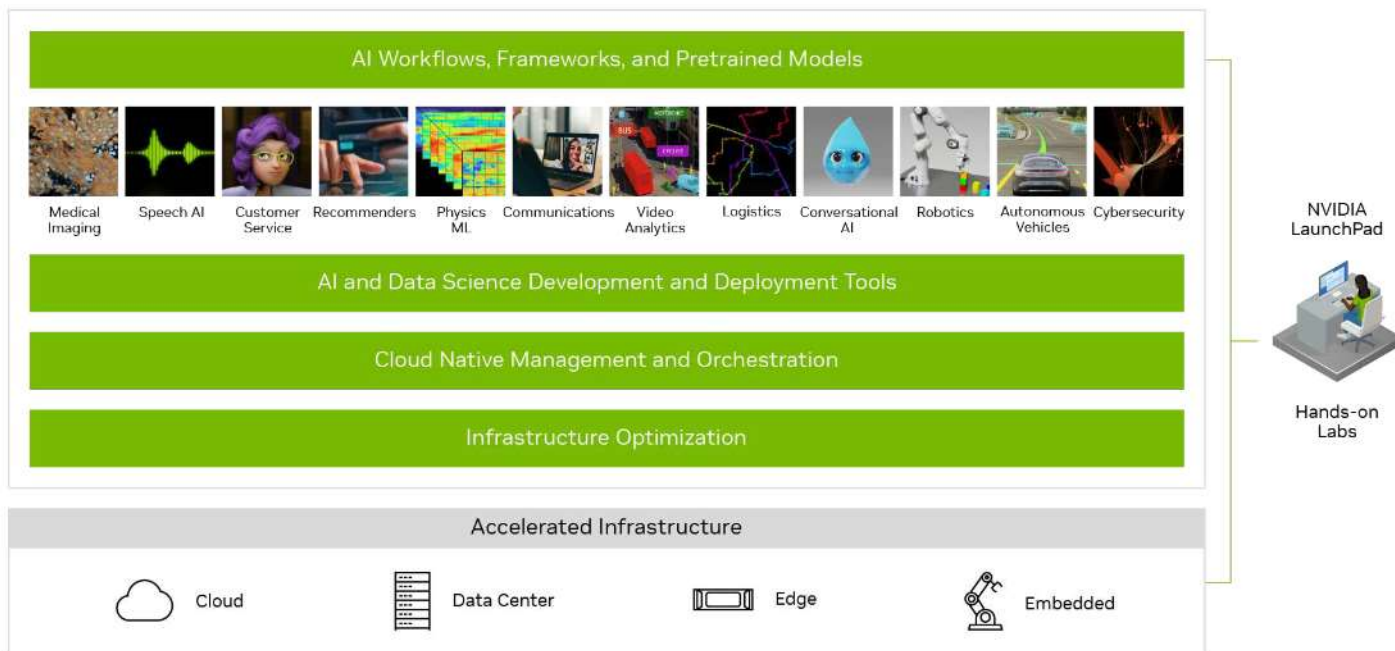 AI Workflows, Frameworks, and Pretrained Models
BUS
Medical
Imaging
Speech AI
Customer
Service
Recommenders
Physics
ML
Communications
Video
Analytics
Logistics
Conversational
AI
Robotics
Autonomous
Vehicles
Cybersecurity
AI and Data Science Development and Deployment Tools
Cloud Native Management and Orchestration
Infrastructure Optimization
Accelerated Infrastructure
Cloud
Data Center
Edge
Embedded
NVIDIA
LaunchPad
Hands-on
Labs